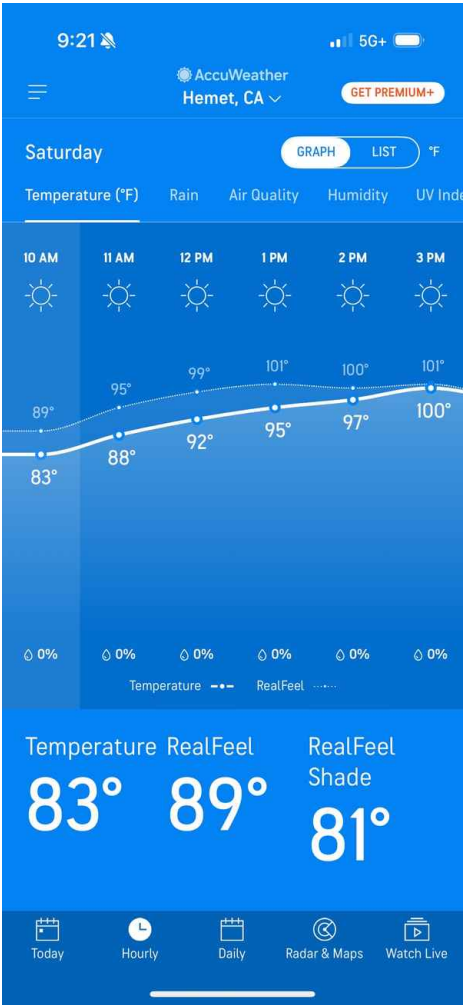 9:21
5G+
AccuWeather
Hemet, CA
GET PREMIUM+
Saturday
GRAPH LIST °F
Temperature (°F) Rain Air Quality Humidity UV Inde
10 AM 11 AM 12 PM 1 PM 2 PM 3 PM
89° 95° 99° 101° 100° 101°
83° 88° 92° 95° 97° 100°
0% 0% 0% 0% 0% 0%
Temperature RealFeel
Temperature RealFeel RealFeel Shade
83° 89° 81°
Today Hourly Daily Radar & Maps Watch Live